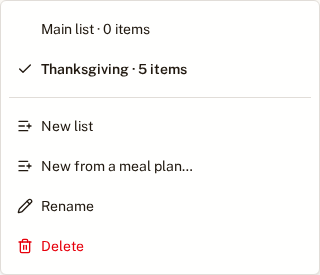 Main list · 0 items
Thanksgiving · 5 items
New list
New from a meal plan...
Rename
Delete